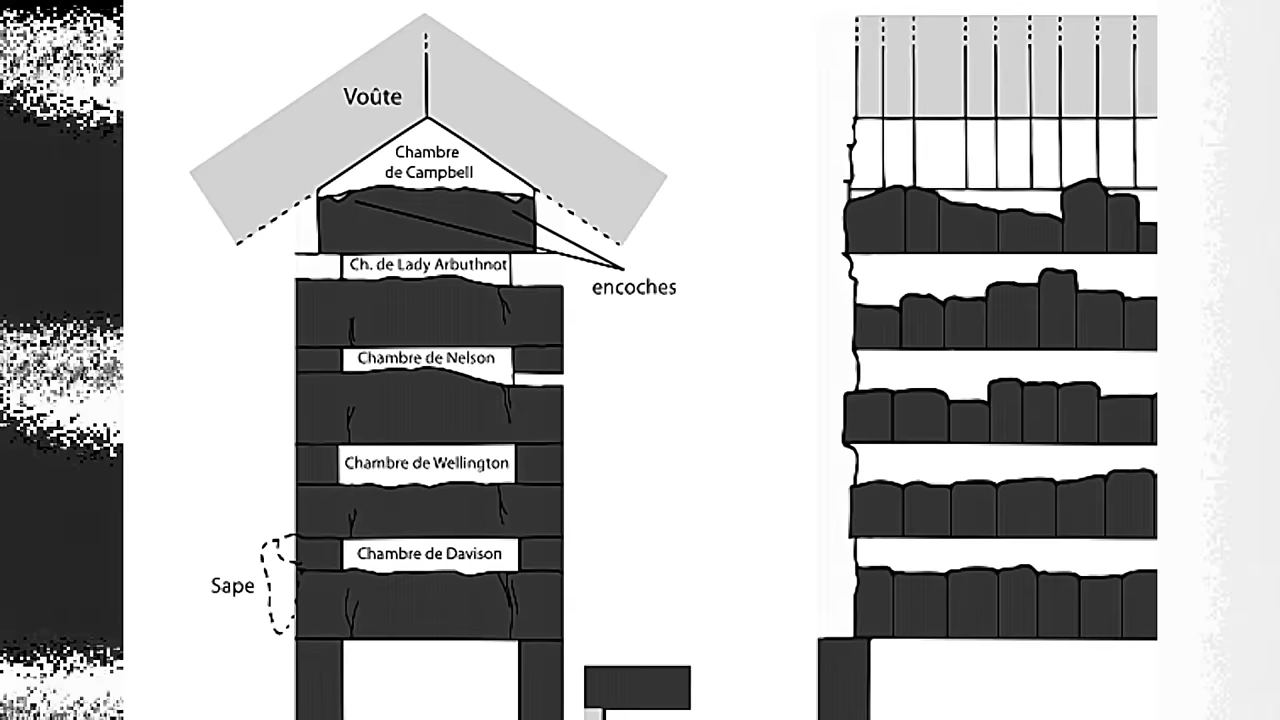 Voûte
Chambre
de Campbell
Ch. de Lady Arbuthnot
encoches
Chambre de Nelson
Chambre de Wellington
Chambre de Davison
Sape